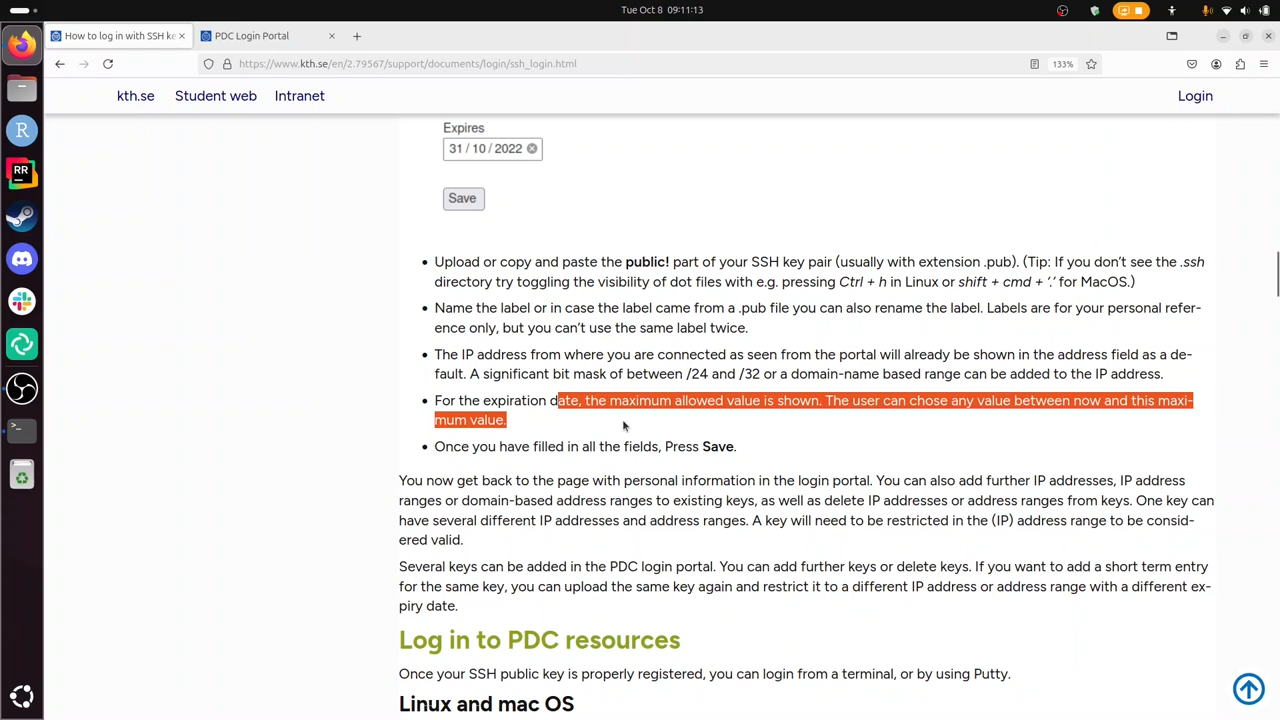 Tue Oct 8 09:11:13
How to log in with SSH ke
PDC Login Portal
https://www.kth.se/en/2.79567/support/documents/login/ssh_login.html
133%
kth.se
Student web
Intranet
Login
Expires
31 / 10 / 2022
Save
Upload or copy and paste the public! part of your SSH key pair (usually with extension .pub). (Tip: If you don’t see the .ssh
directory try toggling the visibility of dot files with e.g. pressing Ctrl + h in Linux or shift + cmd + ‘.’ for MacOS.)
Name the label or in case the label came from a .pub file you can also rename the label. Labels are for your personal refer-
ence only, but you can’t use the same label twice.
The IP address from where you are connected as seen from the portal will already be shown in the address field as a de-
fault. A significant bit mask of between /24 and /32 or a domain-name based range can be added to the IP address.
For the expiration date, the maximum allowed value is shown. The user can chose any value between now and this maxi-
mum value.
Once you have filled in all the fields, Press Save.
You now get back to the page with personal information in the login portal. You can also add further IP addresses, IP address
ranges or domain-based address ranges to existing keys, as well as delete IP addresses or address ranges from keys. One key can
have several different IP addresses and address ranges. A key will need to be restricted in the (IP) address range to be consid-
ered valid.
Several keys can be added in the PDC login portal. You can add further keys or delete keys. If you want to add a short term entry
for the same key, you can upload the same key again and restrict it to a different IP address or address range with a different ex-
piry date.
Log in to PDC resources
Once your SSH public key is properly registered, you can login from a terminal, or by using Putty.
Linux and mac OS
R
RR
>_